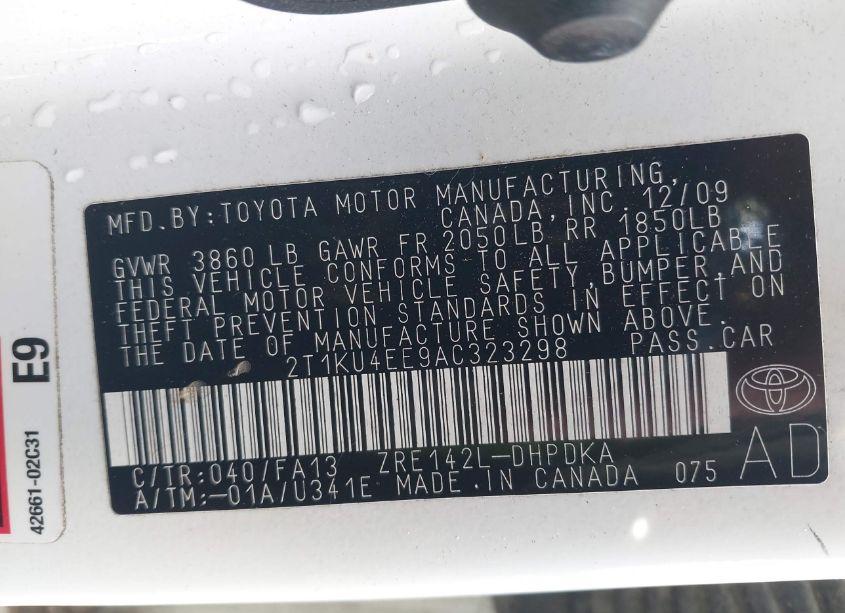 MFD.BY:TOYOTA MOTOR MANUFACTURING,
CANADA,INC. 12/09
GVWR 3860 LB GAWR FR 2050LB RR 1850LB
THIS VEHICLE CONFORMS TO ALL APPLICABLE
FEDERAL MOTOR VEHICLE SAFETY,BUMPER,AND
THEFT PREVENTION STANDARDS IN EFFECT ON
THE DATE OF MANUFACTURE SHOWN ABOVE.
2T1KU4EE9AC323298 PASS.CAR
C/TR:040/FA13 ZRE142L-DHPDKA
A/TM:-01A/U341E MADE.IN CANADA 075
AD
E9
42661-02C31